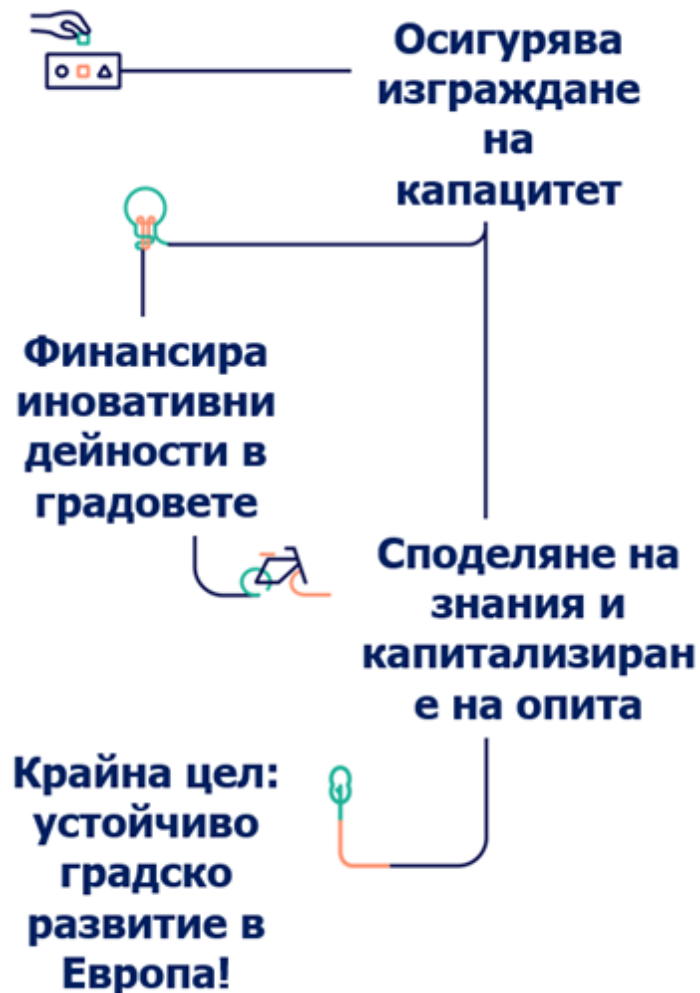 Осигурява
изграждане
на
капацитет
Финансира
иновативни
дейности в
градовете
Споделяне на
знания и
капитализиран
е на опита
Крайна цел:
устойчиво
градско
развитие в
Европа!